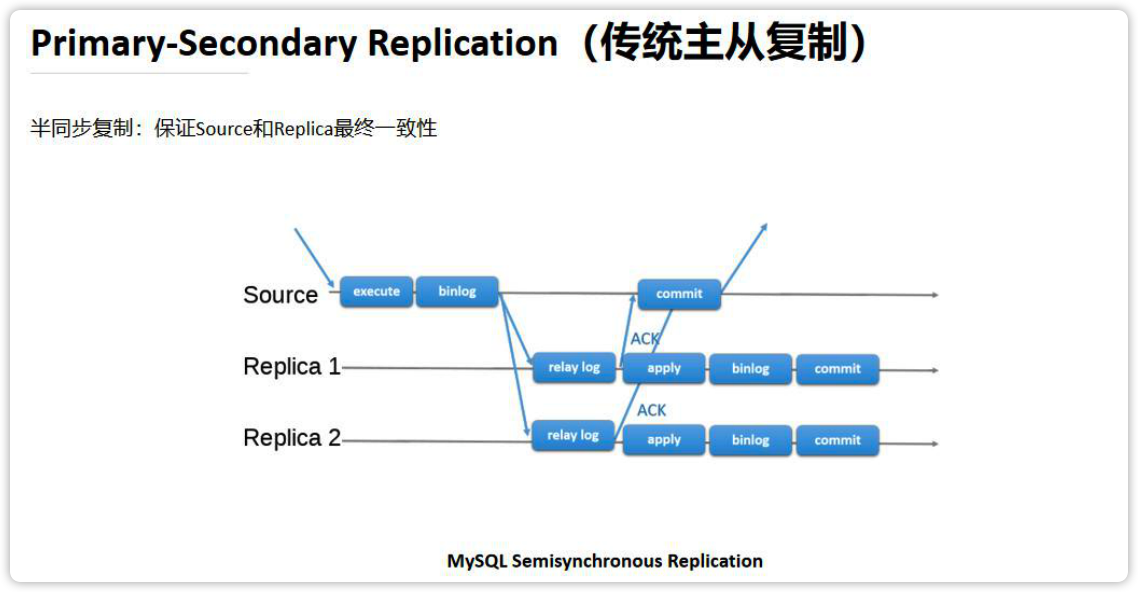 Primary-Secondary Replication（传统主从复制）
半同步复制：保证Source和Replica最终一致性
Source execute binlog commit
ACK
Replica 1 relay log apply binlog commit
ACK
Replica 2 relay log apply binlog commit
MySQL Semisynchronous Replication